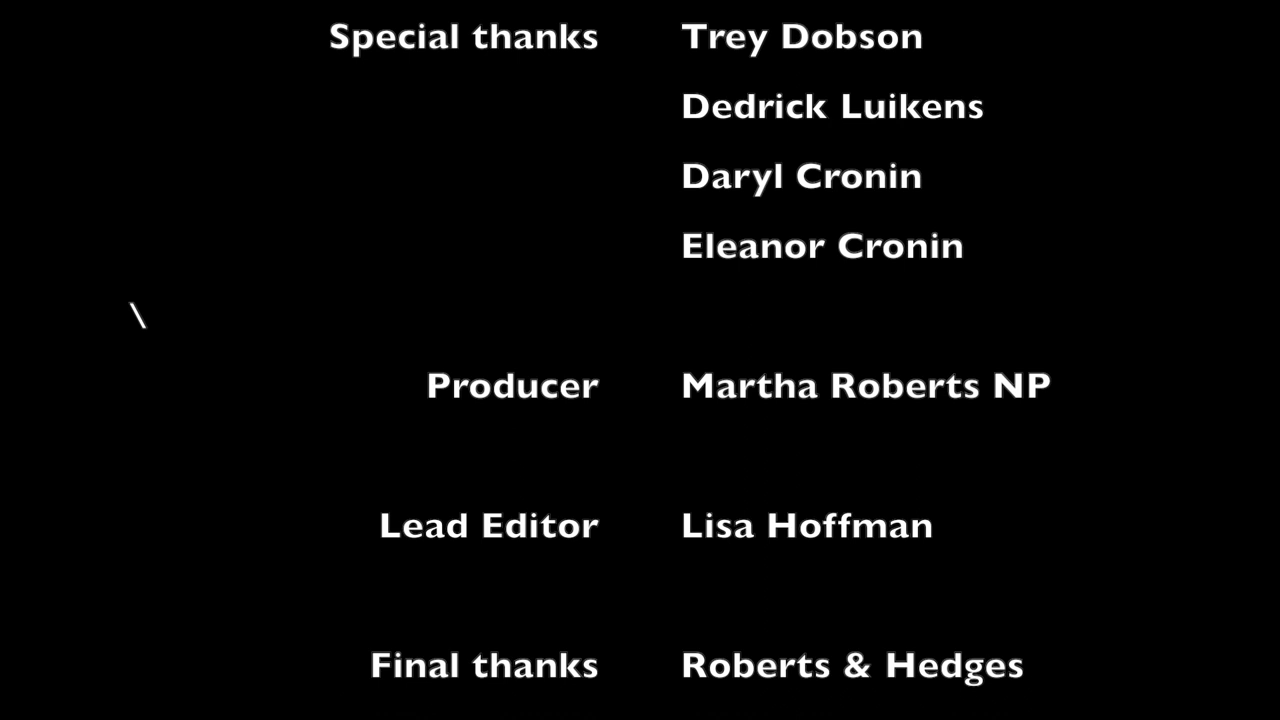 Special thanks Trey Dobson
Dedrick Luikens
Daryl Cronin
Eleanor Cronin
\
Producer Martha Roberts NP
Lead Editor Lisa Hoffman
Final thanks Roberts & Hedges